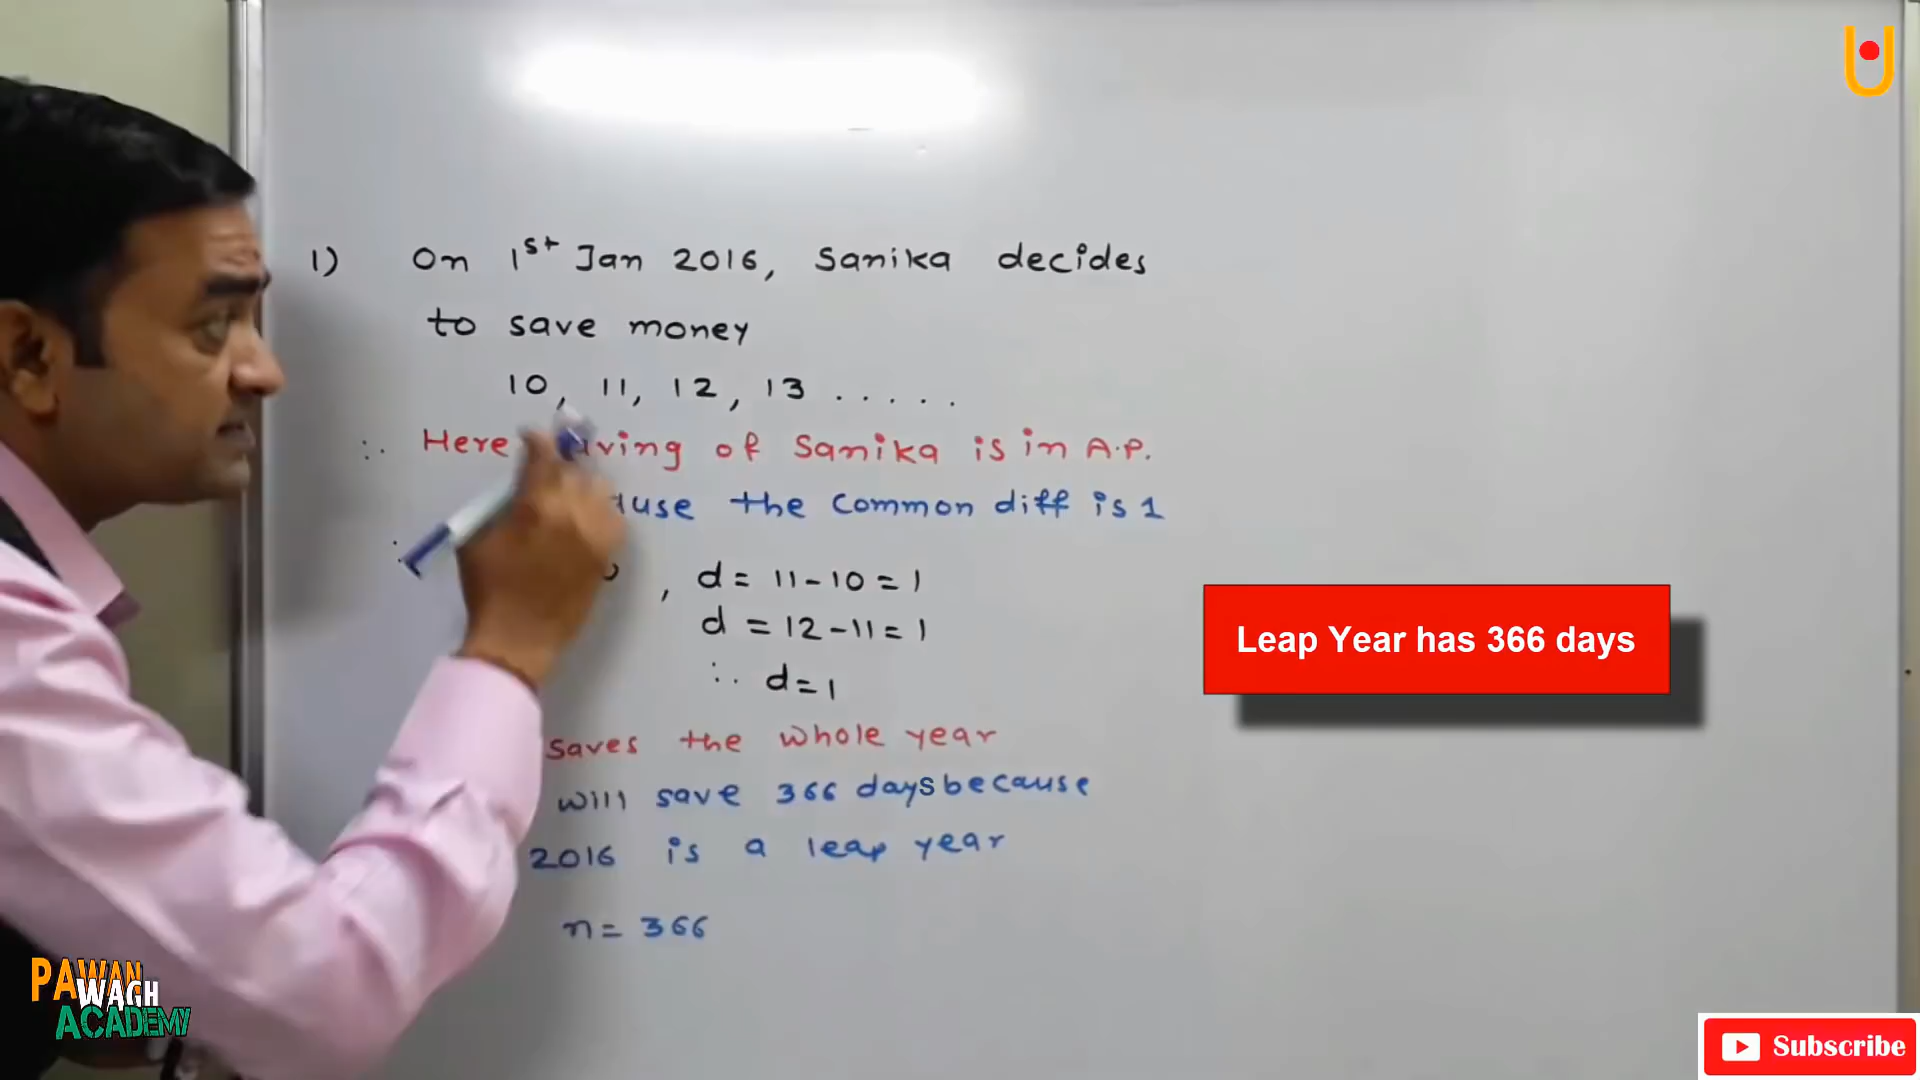 1) On 1st Jan 2016, Sanika decides
to save money
10, 11, 12, 13 .....
∴ Here of Sanika is in A.P.
the common diff is 1
, d = 11 - 10 = 1
d = 12 - 11 = 1
∴ d = 1
Leap Year has 366 days
saves the whole year
will save 366 days because
2016 is a leap year
n = 366
PAWAN
WAGH
ACADEMY
Subscribe